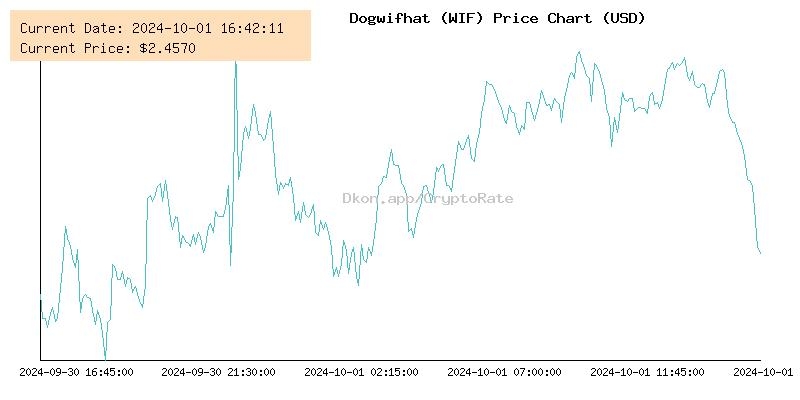 Dogwifhat (WIF) Price Chart (USD)
Current Date: 2024-10-01 16:42:11
Current Price: $2.4570
Dkon.app/CryptoRate
2024-09-30 16:45:00 2024-09-30 21:30:00 2024-10-01 02:15:00 2024-10-01 07:00:00 2024-10-01 11:45:00 2024-10-01